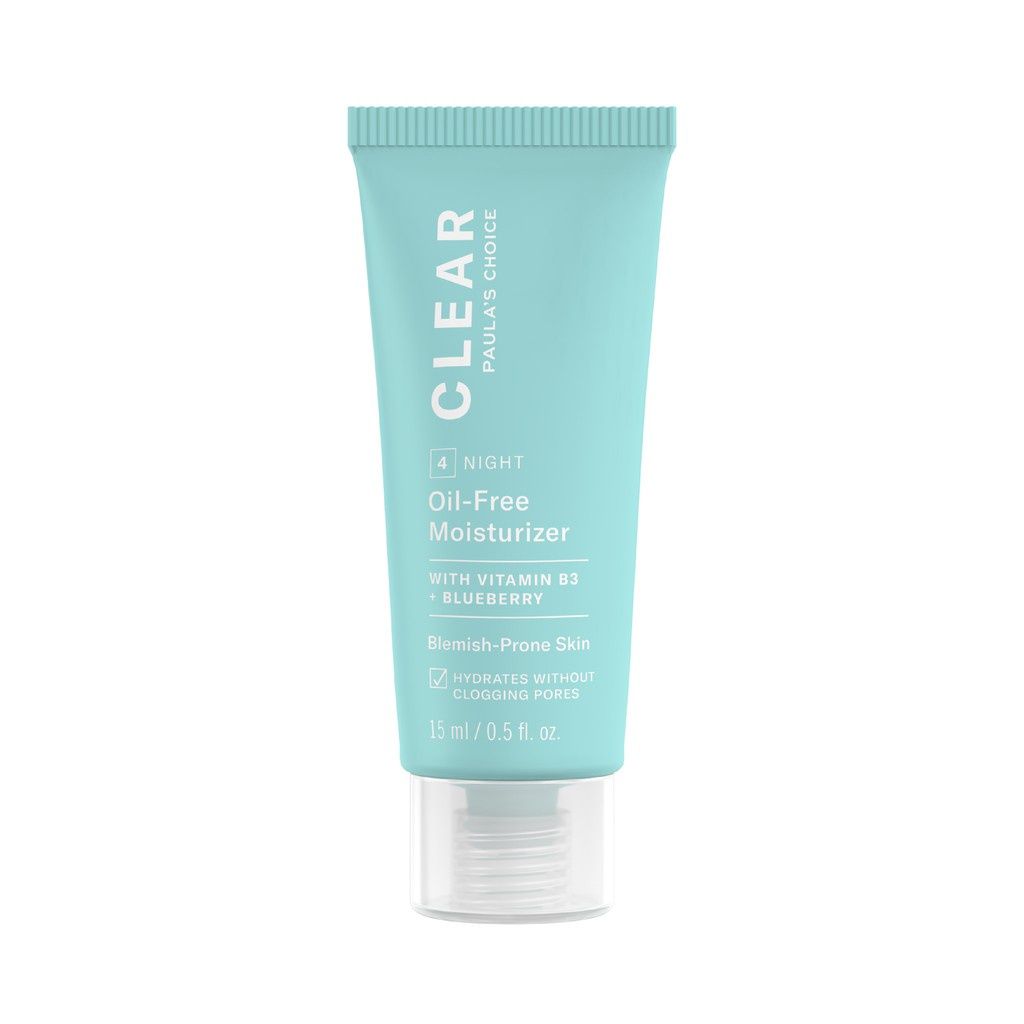 CLEAR
PAULA'S CHOICE
4 NIGHT
Oil-Free
Moisturizer
WITH VITAMIN B3
+ BLUEBERRY
Blemish-Prone Skin
☑ HYDRATES WITHOUT
CLOGGING PORES
15 ml / 0.5 fl. oz.